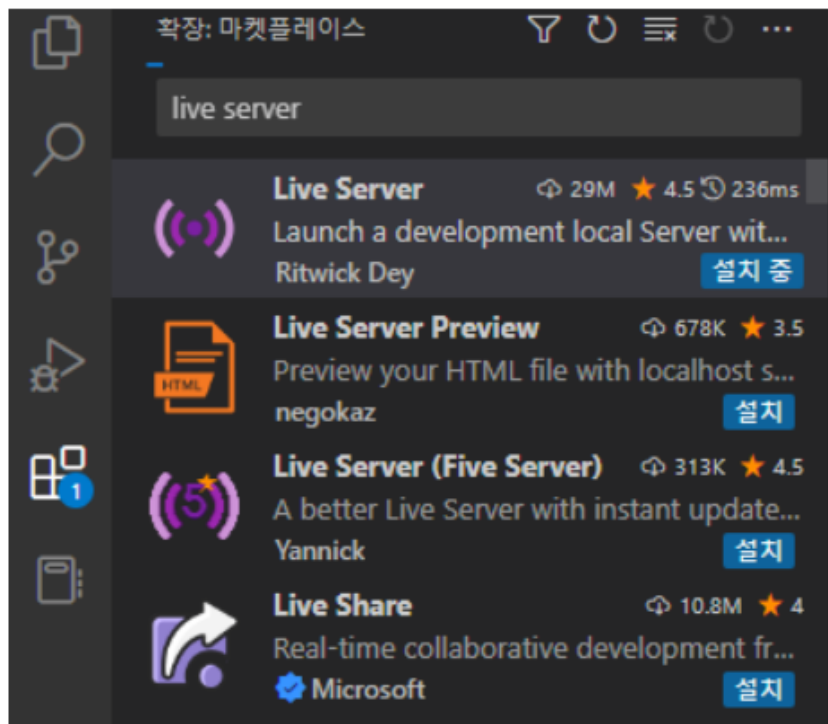 확장: 마켓플레이스
live server
Live Server 29M 4.5 236ms
Launch a development local Server wit...
Ritwick Dey 설치 중
Live Server Preview 678K 3.5
HTML
Preview your HTML file with localhost s...
negokaz 설치
Live Server (Five Server) 313K 4.5
5
A better Live Server with instant update...
Yannick 설치
1
Live Share 10.8M 4
Real-time collaborative development fr...
Microsoft 설치